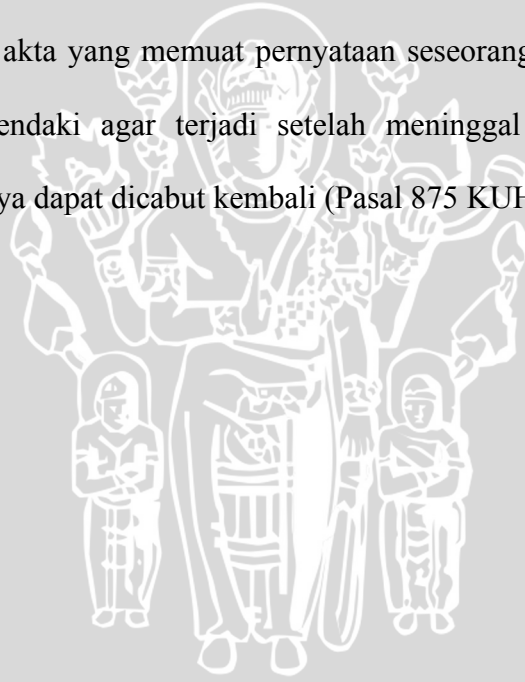 akta yang memuat pernyataan seseorang
endaki agar terjadi setelah meninggal
ya dapat dicabut kembali (Pasal 875 KUH